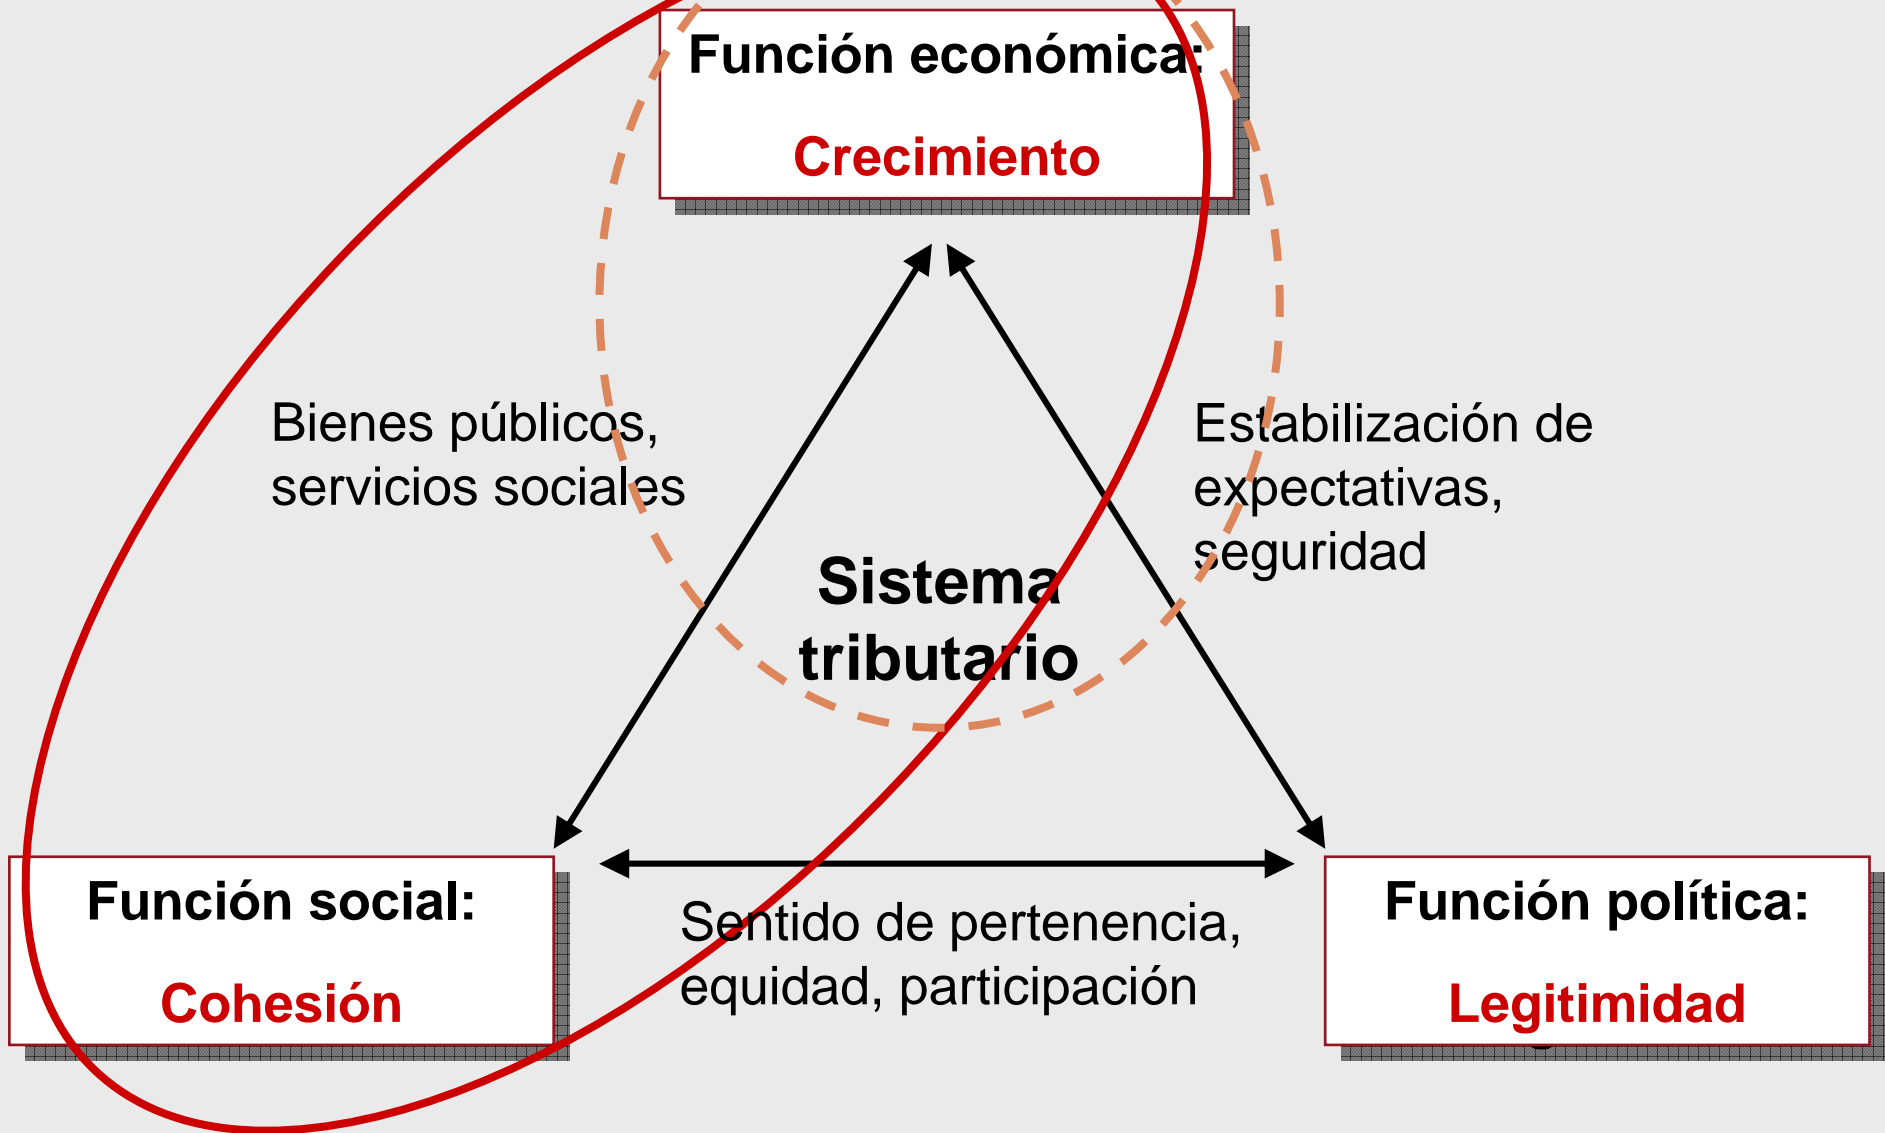 Función económica:
Crecimiento
Bienes públicos,
servicios sociales
Estabilización de
expectativas,
seguridad
Sistema
tributario
Función social:
Cohesión
Sentido de pertenencia,
equidad, participación
Función política:
Legitimidad